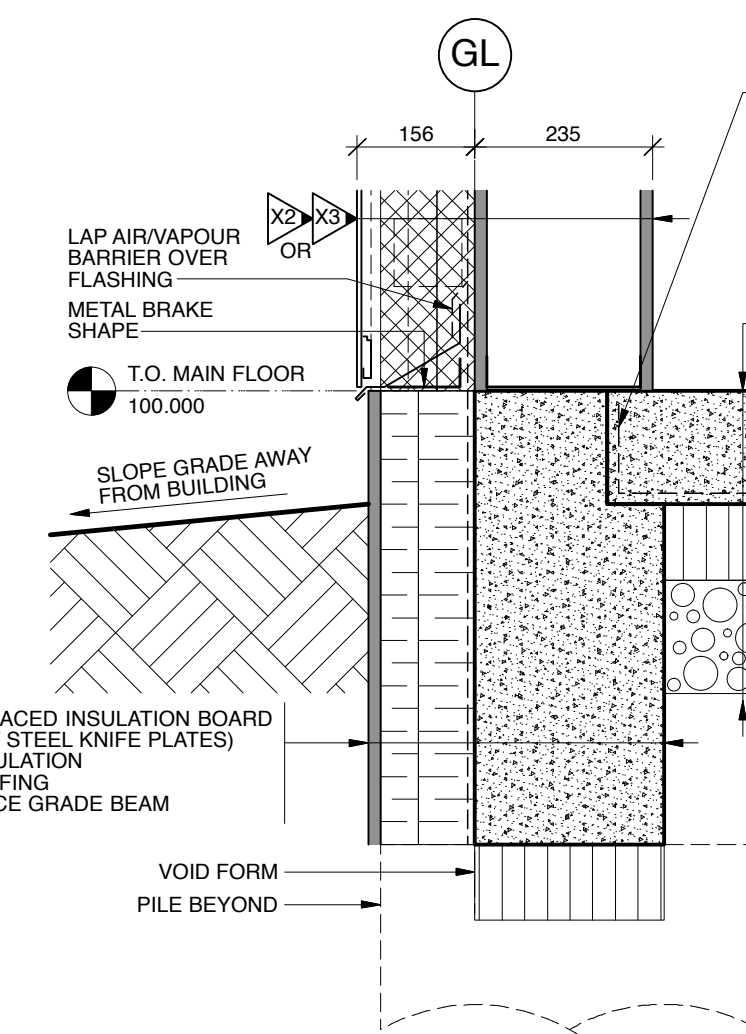 GL
156
235
X2
X3
OR
LAP AIR/VAPOUR
BARRIER OVER
FLASHING
METAL BRAKE
SHAPE
T.O. MAIN FLOOR
100.000
SLOPE GRADE AWAY
FROM BUILDING
ACED INSULATION BOARD
STEEL KNIFE PLATES)
ULATION
FING
CE GRADE BEAM
VOID FORM
PILE BEYOND